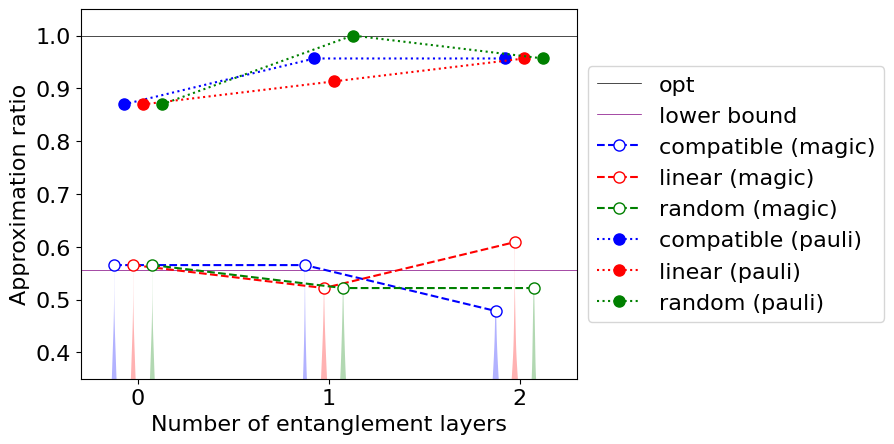 1.0
0.9
0.8
0.7
0.6
0.5
0.4
Approximation ratio
0 1 2
Number of entanglement layers
opt
lower bound
compatible (magic)
linear (magic)
random (magic)
compatible (pauli)
linear (pauli)
random (pauli)